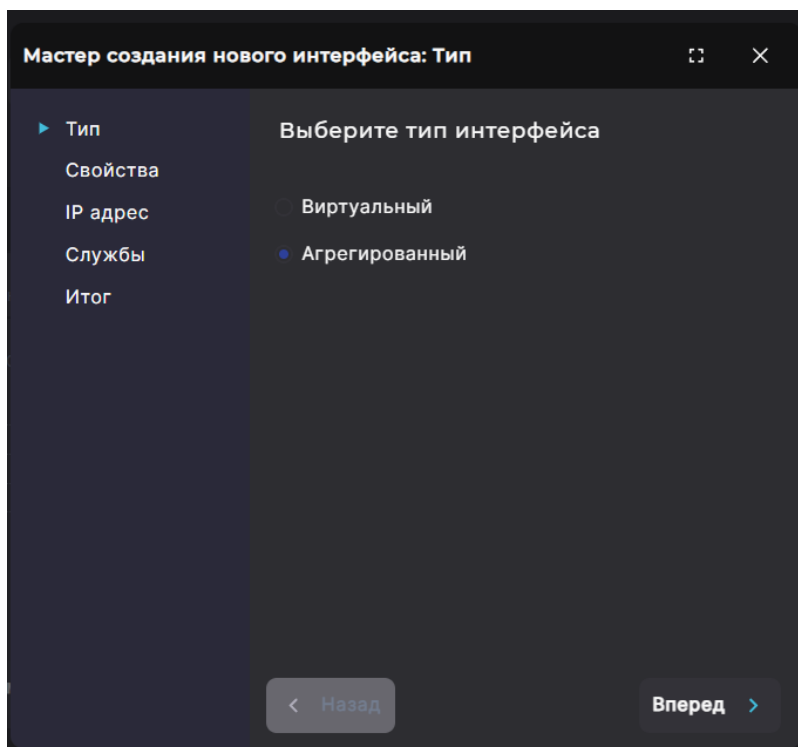 Мастер создания нового интерфейса: Тип
Тип
Свойства
IP адрес
Службы
Итог
Выберите тип интерфейса
Виртуальный
Агрегированный
Назад
Вперед